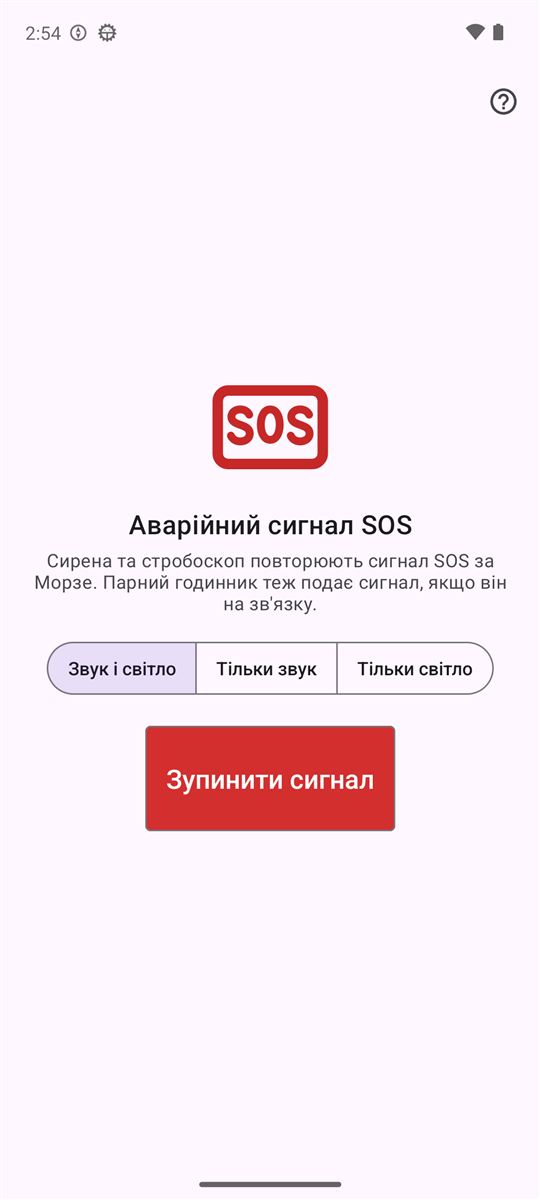 2:54
SOS
Аварійний сигнал SOS
Сирена та стробоскоп повторюють сигнал SOS за
Морзе. Парний годинник теж подає сигнал, якщо він
на зв'язку.
Звук і світло
Тільки звук
Тільки світло
Зупинити сигнал